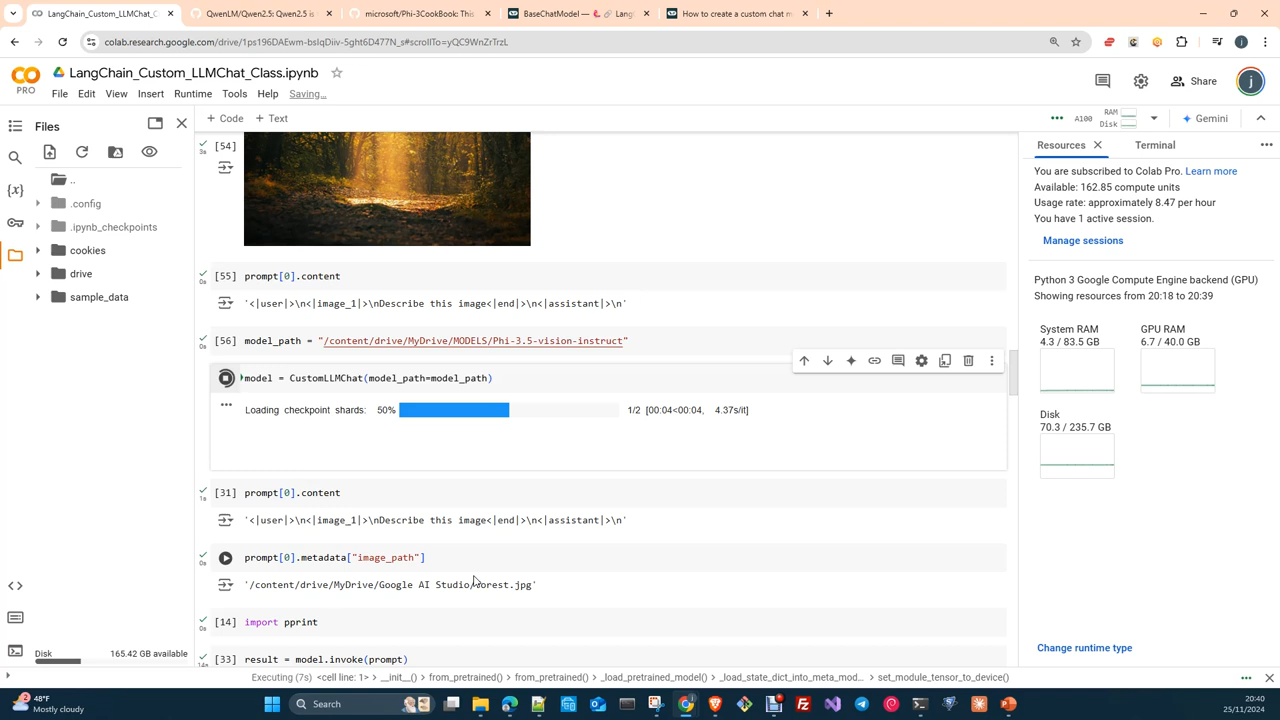 LangChain_Custom_LLMChat_C
QwenLM/Qwen2.5: Qwen2.5 is
microsoft/Phi-3CookBook: This
BaseChatModel — 🦜🔗 Lang
How to create a custom chat m
colab.research.google.com/drive/1ps196DAEwm-bsIqDiiv-5ght6D477N_s#scrollTo=yQC9WnZrTrzL
LangChain_Custom_LLMChat_Class.ipynb
PRO
File Edit View Insert Runtime Tools Help Saving...
Share
j
Files
+ Code + Text
A100
RAM
Disk
Gemini
..
.config
.ipynb_checkpoints
cookies
drive
sample_data
Disk
165.42 GB available
[54]
3s
[55] prompt[0].content
0s
'<|user|>\n<|image_1|>\nDescribe this image<|end|>\n<|assistant|>\n'
[56] model_path = "/content/drive/MyDrive/MODELS/Phi-3.5-vision-instruct"
0s
model = CustomLLMChat(model_path=model_path)
Loading checkpoint shards: 50% 1/2 [00:04<00:04, 4.37s/it]
[31] prompt[0].content
1s
'<|user|>\n<|image_1|>\nDescribe this image<|end|>\n<|assistant|>\n'
prompt[0].metadata["image_path"]
0s
'/content/drive/MyDrive/Google AI Studio/forest.jpg'
[14] import pprint
0s
[33] result = model.invoke(prompt)
14s
Executing (7s) <cell line: 1> > __init__() > from_pretrained() > from_pretrained() > _load_pretrained_model() > _load_state_dict_into_meta_mod... > set_module_tensor_to_device()
Resources
Terminal
You are subscribed to Colab Pro. Learn more
Available: 162.85 compute units
Usage rate: approximately 8.47 per hour
You have 1 active session.
Manage sessions
Python 3 Google Compute Engine backend (GPU)
Showing resources from 20:18 to 20:39
System RAM
4.3 / 83.5 GB
GPU RAM
6.7 / 40.0 GB
Disk
70.3 / 235.7 GB
Change runtime type
48°F
Mostly cloudy
Search
20:40
25/11/2024